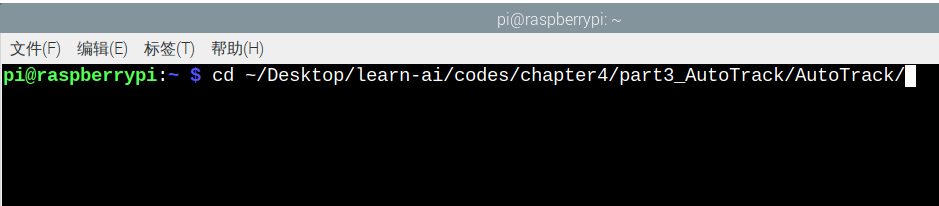 pi@raspberrypi: ~
文件(F) 编辑(E) 标签(T) 帮助(H)
pi@raspberrypi:~ $ cd ~/Desktop/learn-ai/codes/chapter4/part3_AutoTrack/AutoTrack/